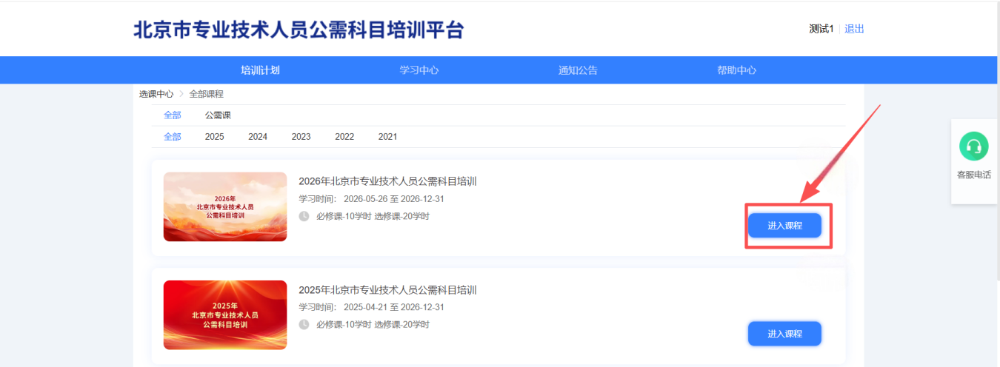 北京市专业技术人员公需科目培训平台
测试1 退出
培训计划 学习中心 通知公告 帮助中心
选课中心 > 全部课程
全部 公需课
全部 2025 2024 2023 2022 2021
2026年
北京市专业技术人员
公需科目培训
2026年北京市专业技术人员公需科目培训
学习时间： 2026-05-26 至 2026-12-31
必修课-10学时 选修课-20学时
进入课程
客服电话
2025年
北京市专业技术人员
公需科目培训
2025年北京市专业技术人员公需科目培训
学习时间： 2025-04-21 至 2026-12-31
必修课-10学时 选修课-20学时
进入课程